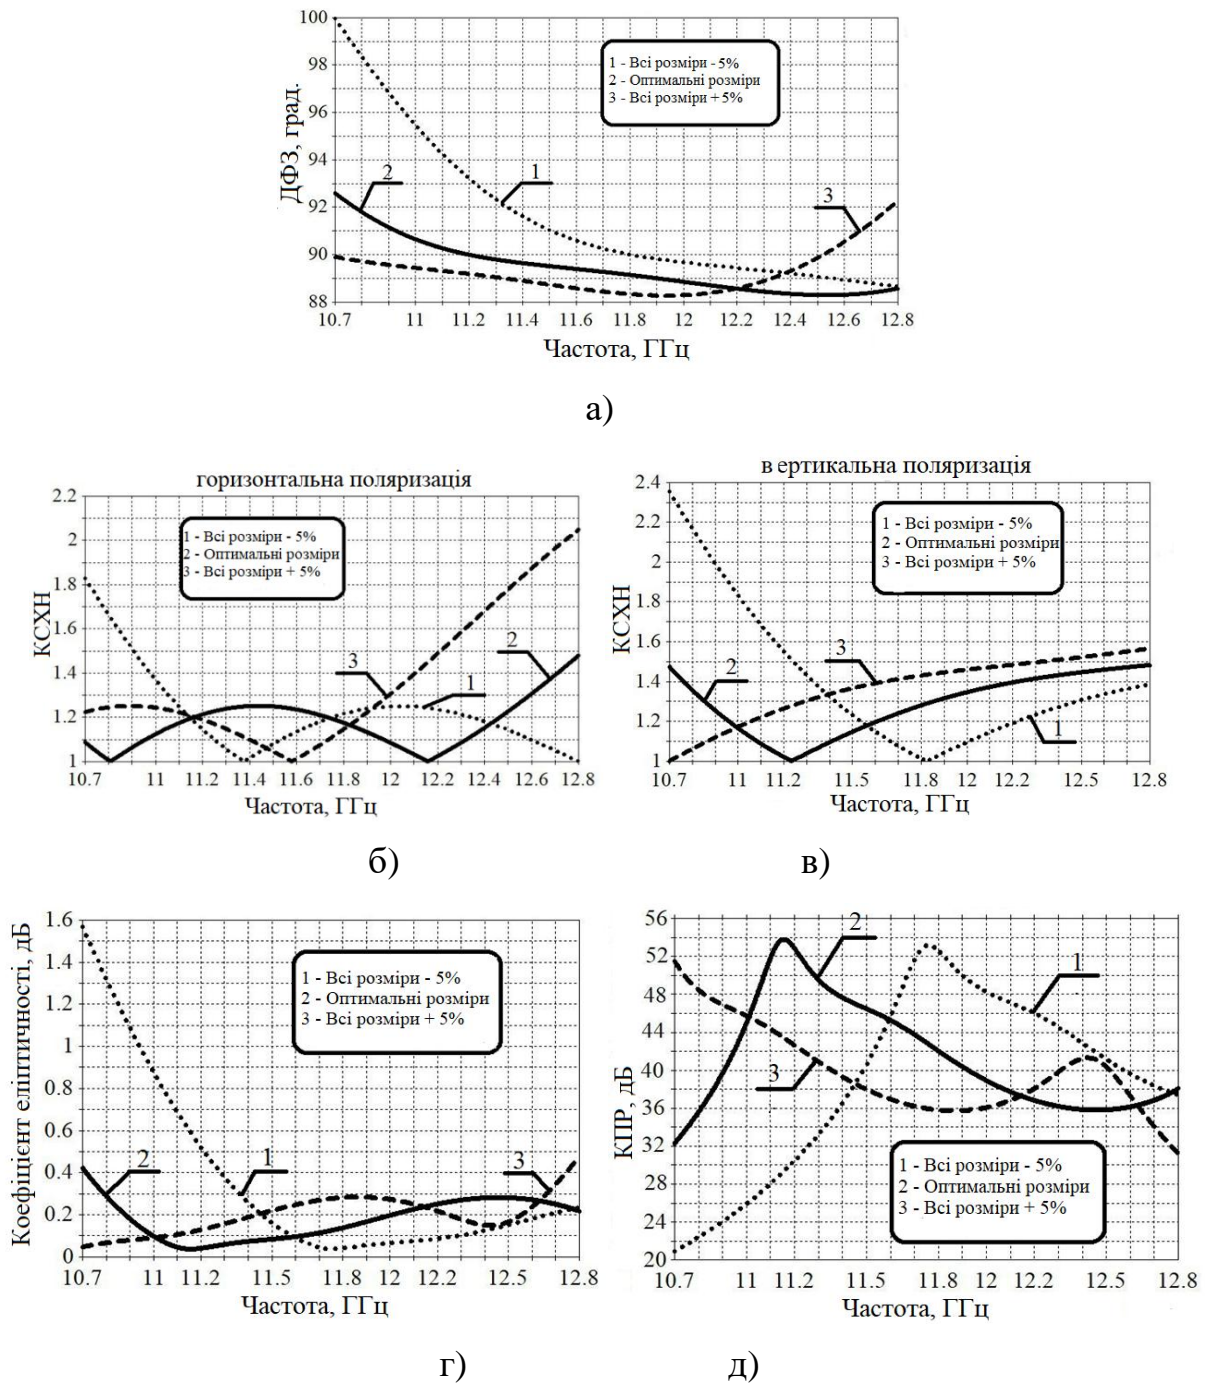 ДФЗ, град.
100
98
96
94
92
90
88
1 - Всі розміри - 5%
2 - Оптимальні розміри
3 - Всі розміри + 5%
2
1
3
10.7 11 11.2 11.4 11.6 11.8 12 12.2 12.4 12.6 12.8
Частота, ГГц
а)
горизонтальна поляризація
КСХН
2.2
2
1.8
1.6
1.4
1.2
1
1 - Всі розміри - 5%
2 - Оптимальні розміри
3 - Всі розміри + 5%
3
1
2
10.7 11 11.2 11.4 11.6 11.8 12 12.2 12.4 12.6 12.8
Частота, ГГц
б)
в ертикальна поляризація
КСХН
2.4
2.2
2
1.8
1.6
1.4
1.2
1
1 - Всі розміри - 5%
2 - Оптимальні розміри
3 - Всі розміри + 5%
2
3
1
10.7 11 11.2 11.5 11.8 12 12.2 12.5 12.8
Частота, ГГц
в)
Коефіцієнт еліптичності, дБ
1.6
1.4
1.2
1
0.8
0.6
0.4
0.2
0
1 - Всі розміри - 5%
2 - Оптимальні розміри
3 - Всі розміри + 5%
2
1
3
10.7 11 11.2 11.5 11.8 12.2 12.5 12.8
Частота, ГГц
г)
КПР, дБ
56
52
48
44
40
36
32
28
24
20
2
1
3
1 - Всі розміри - 5%
2 - Оптимальні розміри
3 - Всі розміри + 5%
10.7 11 11.2 11.5 11.8 12 12.2 12.5 12.8
Частота, ГГц
д)